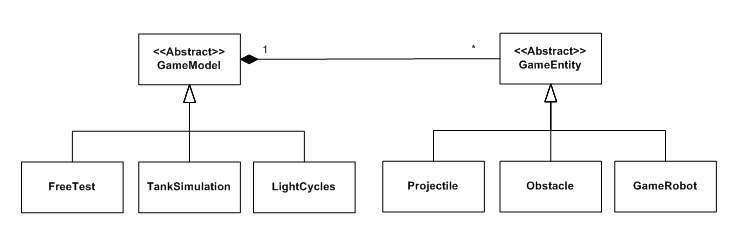 <<Abstract>>
GameModel
1
*
<<Abstract>>
GameEntity
FreeTest
TankSimulation
LightCycles
Projectile
Obstacle
GameRobot